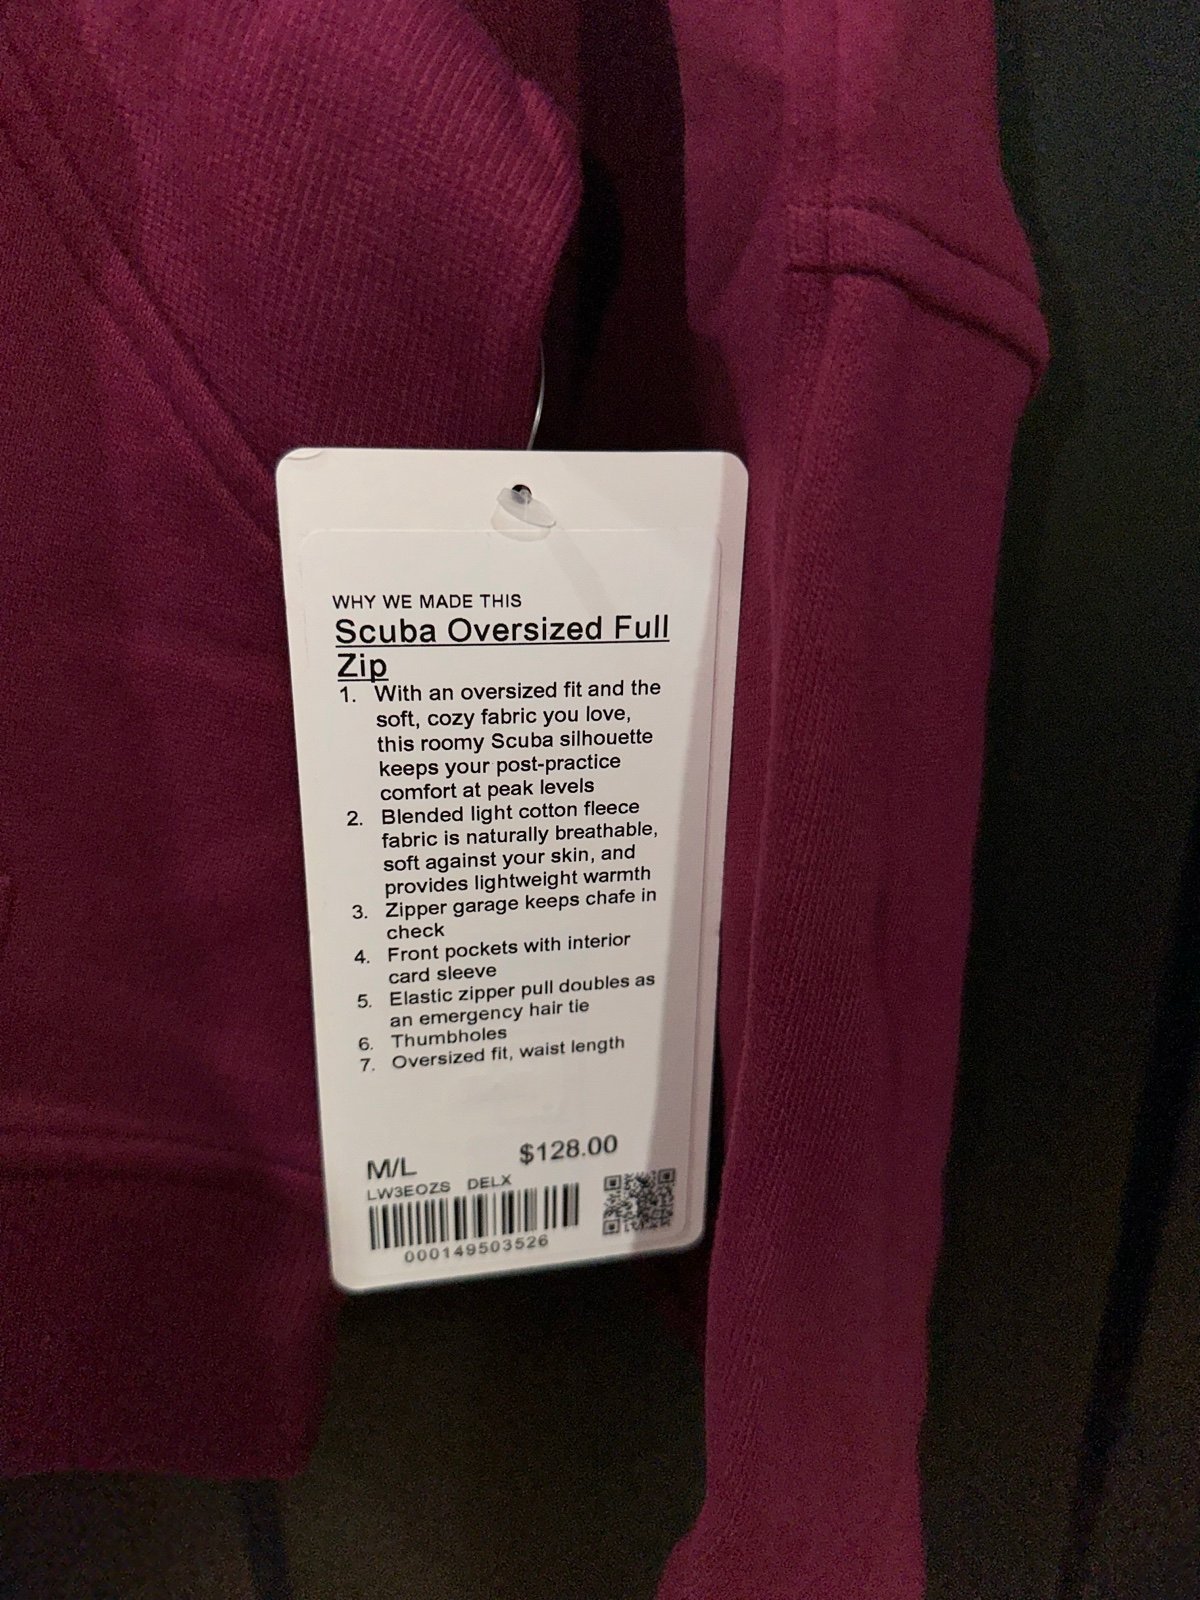 WHY WE MADE THIS
Scuba Oversized Full
Zip
1. With an oversized fit and the
soft, cozy fabric you love,
this roomy Scuba silhouette
keeps your post-practice
comfort at peak levels
2. Blended light cotton fleece
fabric is naturally breathable,
soft against your skin, and
provides lightweight warmth
3. Zipper garage keeps chafe in
check
4. Front pockets with interior
card sleeve
5. Elastic zipper pull doubles as
an emergency hair tie
6. Thumbholes
7. Oversized fit, waist length
M/L $128.00
LW3EOZS DELX
000149503526